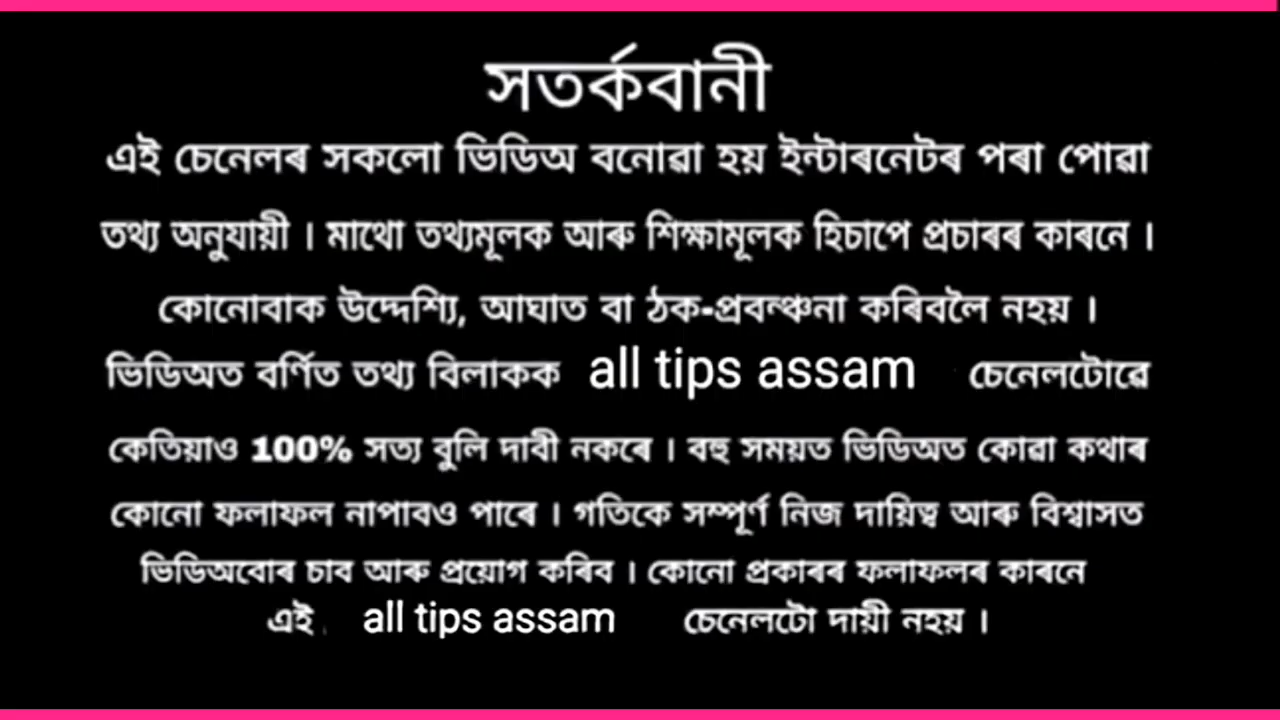 সতৰ্কবানী
এই চেনেলৰ সকলো ভিডিঅ বনোৱা হয় ইন্টাৰনেটৰ পৰা পোৱা
তথ্য অনুযায়ী । মাথো তথ্যমূলক আৰু শিক্ষামূলক হিচাপে প্ৰচাৰৰ কাৰনে ।
কোনোবাক উদ্দেশ্যি, আঘাত বা ঠক-প্ৰবঞ্চনা কৰিবলৈ নহয় ।
ভিডিঅত বৰ্ণিত তথ্য বিলাকক all tips assam চেনেলটোৱে
কেতিয়াও 100% সত্য বুলি দাবী নকৰে । বহু সময়ত ভিডিঅত কোৱা কথাৰ
কোনো ফলাফল নাপাবও পাৰে । গতিকে সম্পূৰ্ণ নিজ দায়িত্ব আৰু বিশ্বাসত
ভিডিঅবোৰ চাব আৰু প্ৰয়োগ কৰিব । কোনো প্ৰকাৰৰ ফলাফলৰ কাৰনে
এই all tips assam চেনেলটো দায়ী নহয় ।